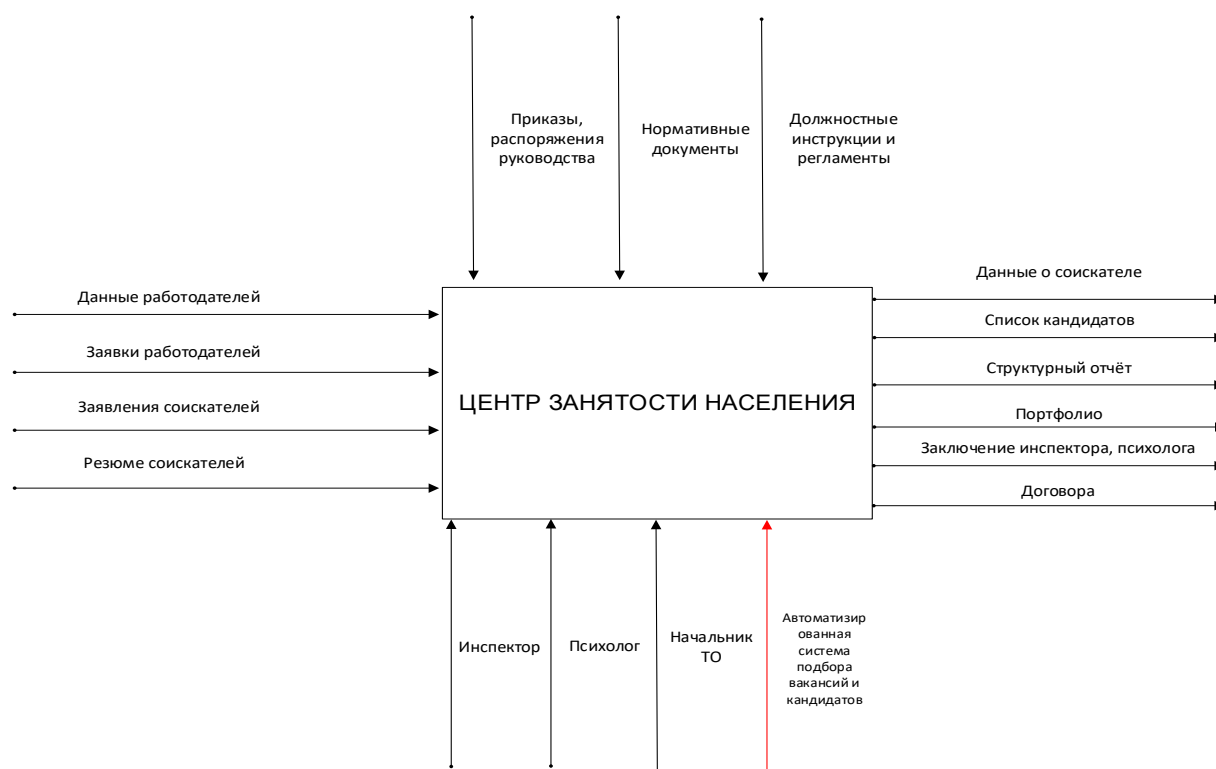 Приказы,
распоряжения
руководства
Нормативные
документы
Должностные
инструкции и
регламенты
Данные работодателей
Заявки работодателей
Заявления соискателей
Резюме соискателей
ЦЕНТР ЗАНЯТОСТИ НАСЕЛЕНИЯ
Данные о соискателе
Список кандидатов
Структурный отчёт
Портфолио
Заключение инспектора, психолога
Договора
Инспектор
Психолог
Начальник
ТО
Автоматизир
ованная
система
подбора
вакансий и
кандидатов